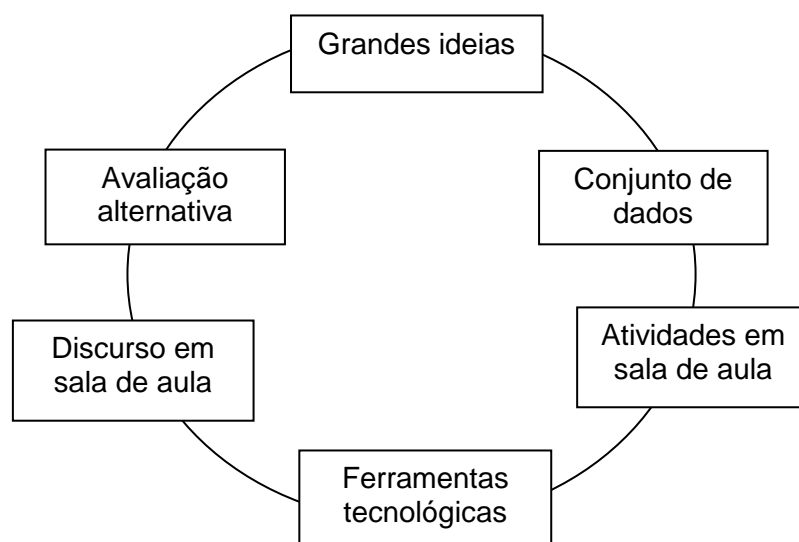 Grandes ideias
Avaliação
alternativa
Conjunto de
dados
Discurso em
sala de aula
Atividades em
sala de aula
Ferramentas
tecnológicas